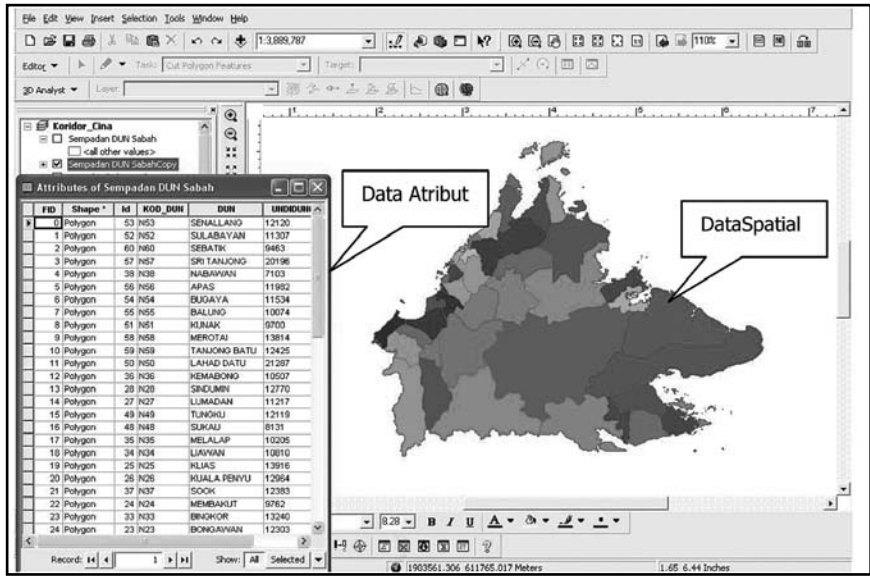 File Edit View Insert Selection Tools Window Help
1:3,889,787 110%
Editor Task: Cut Polygon Features Target:
3D Analyst Layer:
Koridor_Cina
Sempadan DUN Sabah
<all other values>
Sempadan DUN SabahCopy
1 2 3 4 5 6 7
Attributes of Sempadan DUN Sabah
FID Shape * Id KOD_DUN DUN UNDIDUN
0 Polygon 53 N53 SENALLANG 12120
1 Polygon 52 N52 SULABAYAN 11307
2 Polygon 60 N60 SEBATIK 9463
3 Polygon 57 N57 SRI TANJONG 20196
4 Polygon 38 N38 NABAWAN 7103
5 Polygon 56 N56 APAS 11982
6 Polygon 54 N54 BUGAYA 11534
7 Polygon 55 N55 BALUNG 10074
8 Polygon 51 N51 KUNAK 9700
9 Polygon 58 N58 MEROTAI 13814
10 Polygon 59 N59 TANJONG BATU 12425
11 Polygon 50 N50 LAHAD DATU 21287
12 Polygon 36 N36 KEMABONG 10507
13 Polygon 28 N28 SINDUMIN 12770
14 Polygon 27 N27 LUMADAN 11217
15 Polygon 49 N49 TUNGKU 12119
16 Polygon 48 N48 SUKAU 8131
17 Polygon 35 N35 MELALAP 10205
18 Polygon 34 N34 LIAWAN 10810
19 Polygon 25 N25 KLIAS 13916
20 Polygon 26 N26 KUALA PENYU 12964
21 Polygon 37 N37 SOOK 12383
22 Polygon 24 N24 MEMBAKUT 9762
23 Polygon 33 N33 BINGKOR 13240
24 Polygon 23 N23 BONGAWAN 12303
Record: 1 Show: All Selected
Data Atribut
DataSpatial
8.28 B I U A
1903561.306 611765.017 Meters 1.65 6.44 Inches